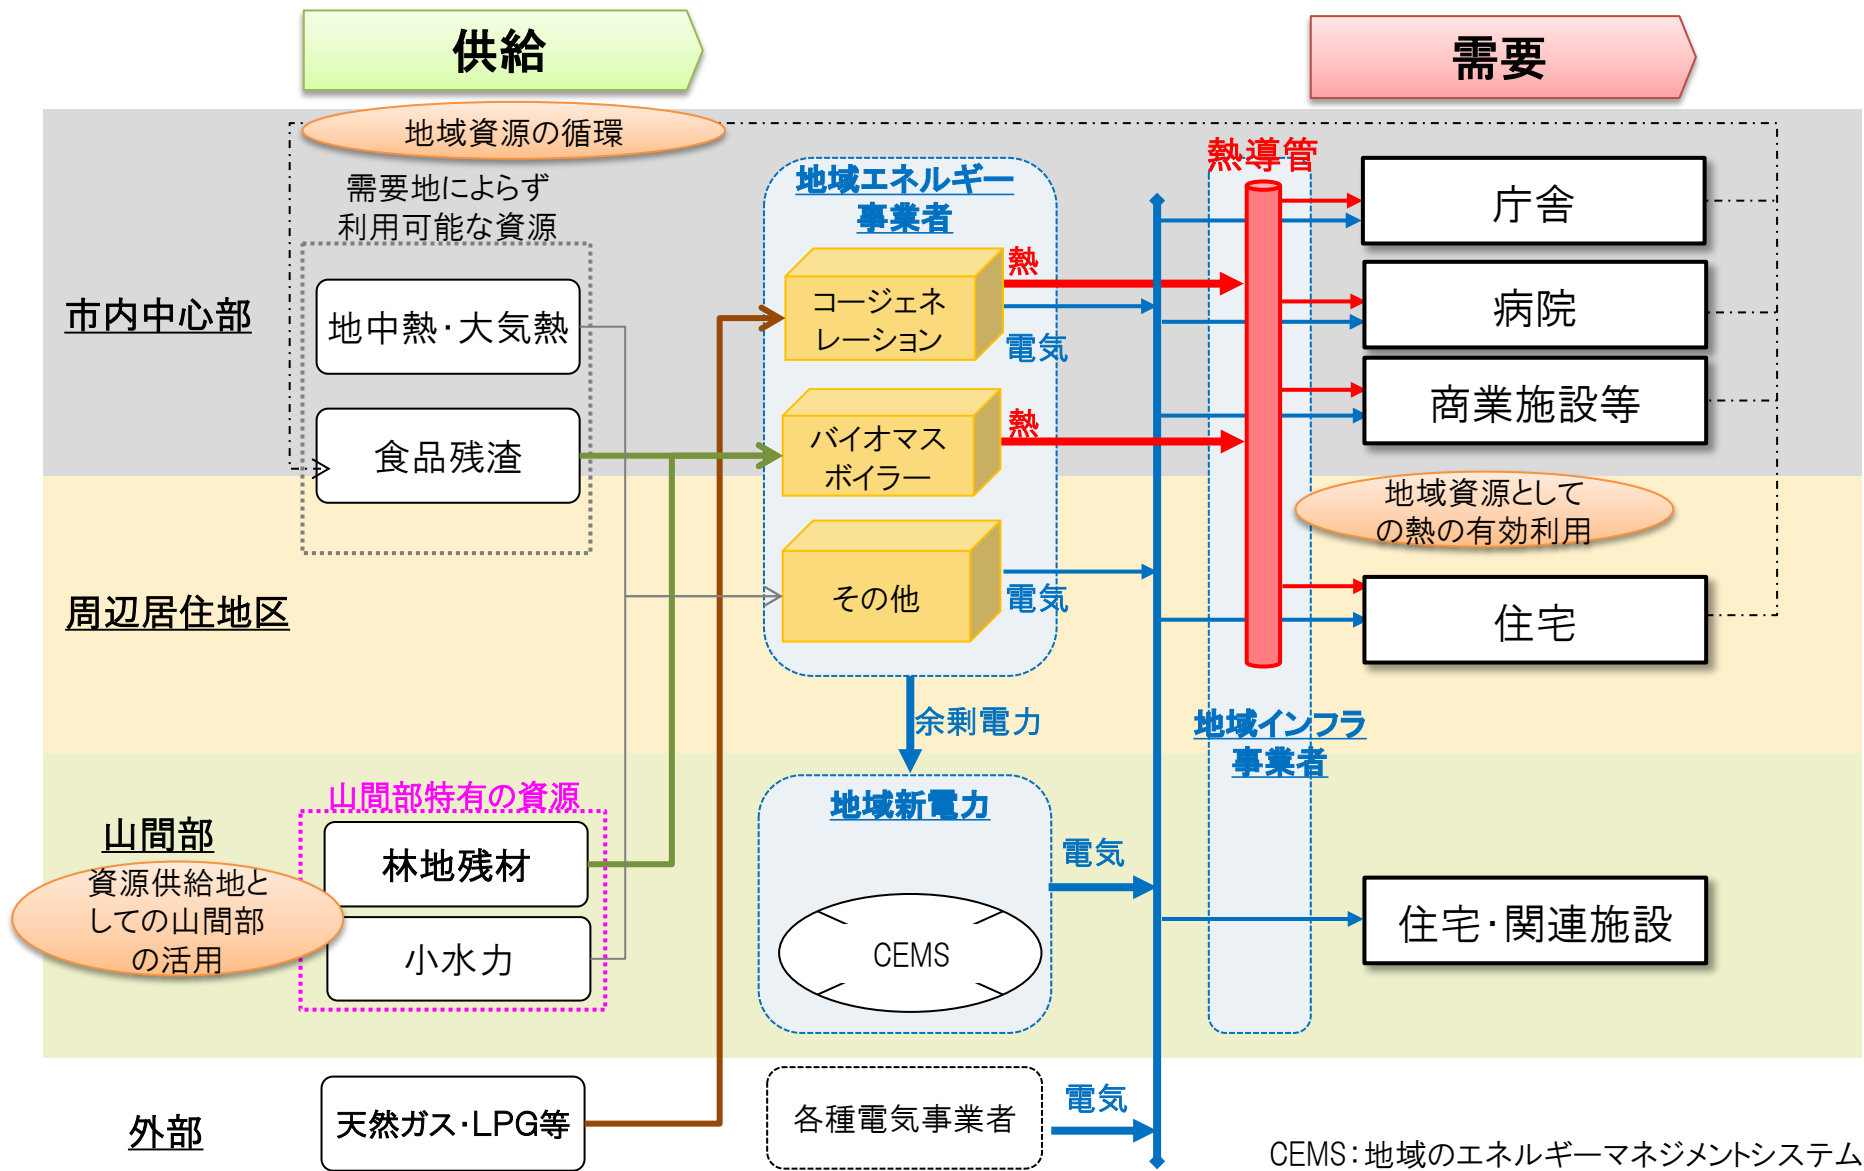 供給
需要
地域資源の循環
熱導管
需要地によらず
利用可能な資源
地域エネルギー
事業者
市内中心部
地中熱・大気熱
食品残渣
コージェネ
レーション
熱
電気
バイオマス
ボイラー
熱
庁舎
病院
商業施設等
地域資源として
の熱の有効利用
周辺居住地区
その他
電気
住宅
余剰電力
地域インフラ
事業者
山間部特有の資源
山間部
資源供給地と
しての山間部
の活用
林地残材
小水力
地域新電力
CEMS
電気
住宅・関連施設
外部
天然ガス・LPG等
各種電気事業者
電気
CEMS：地域のエネルギーマネジメントシステム